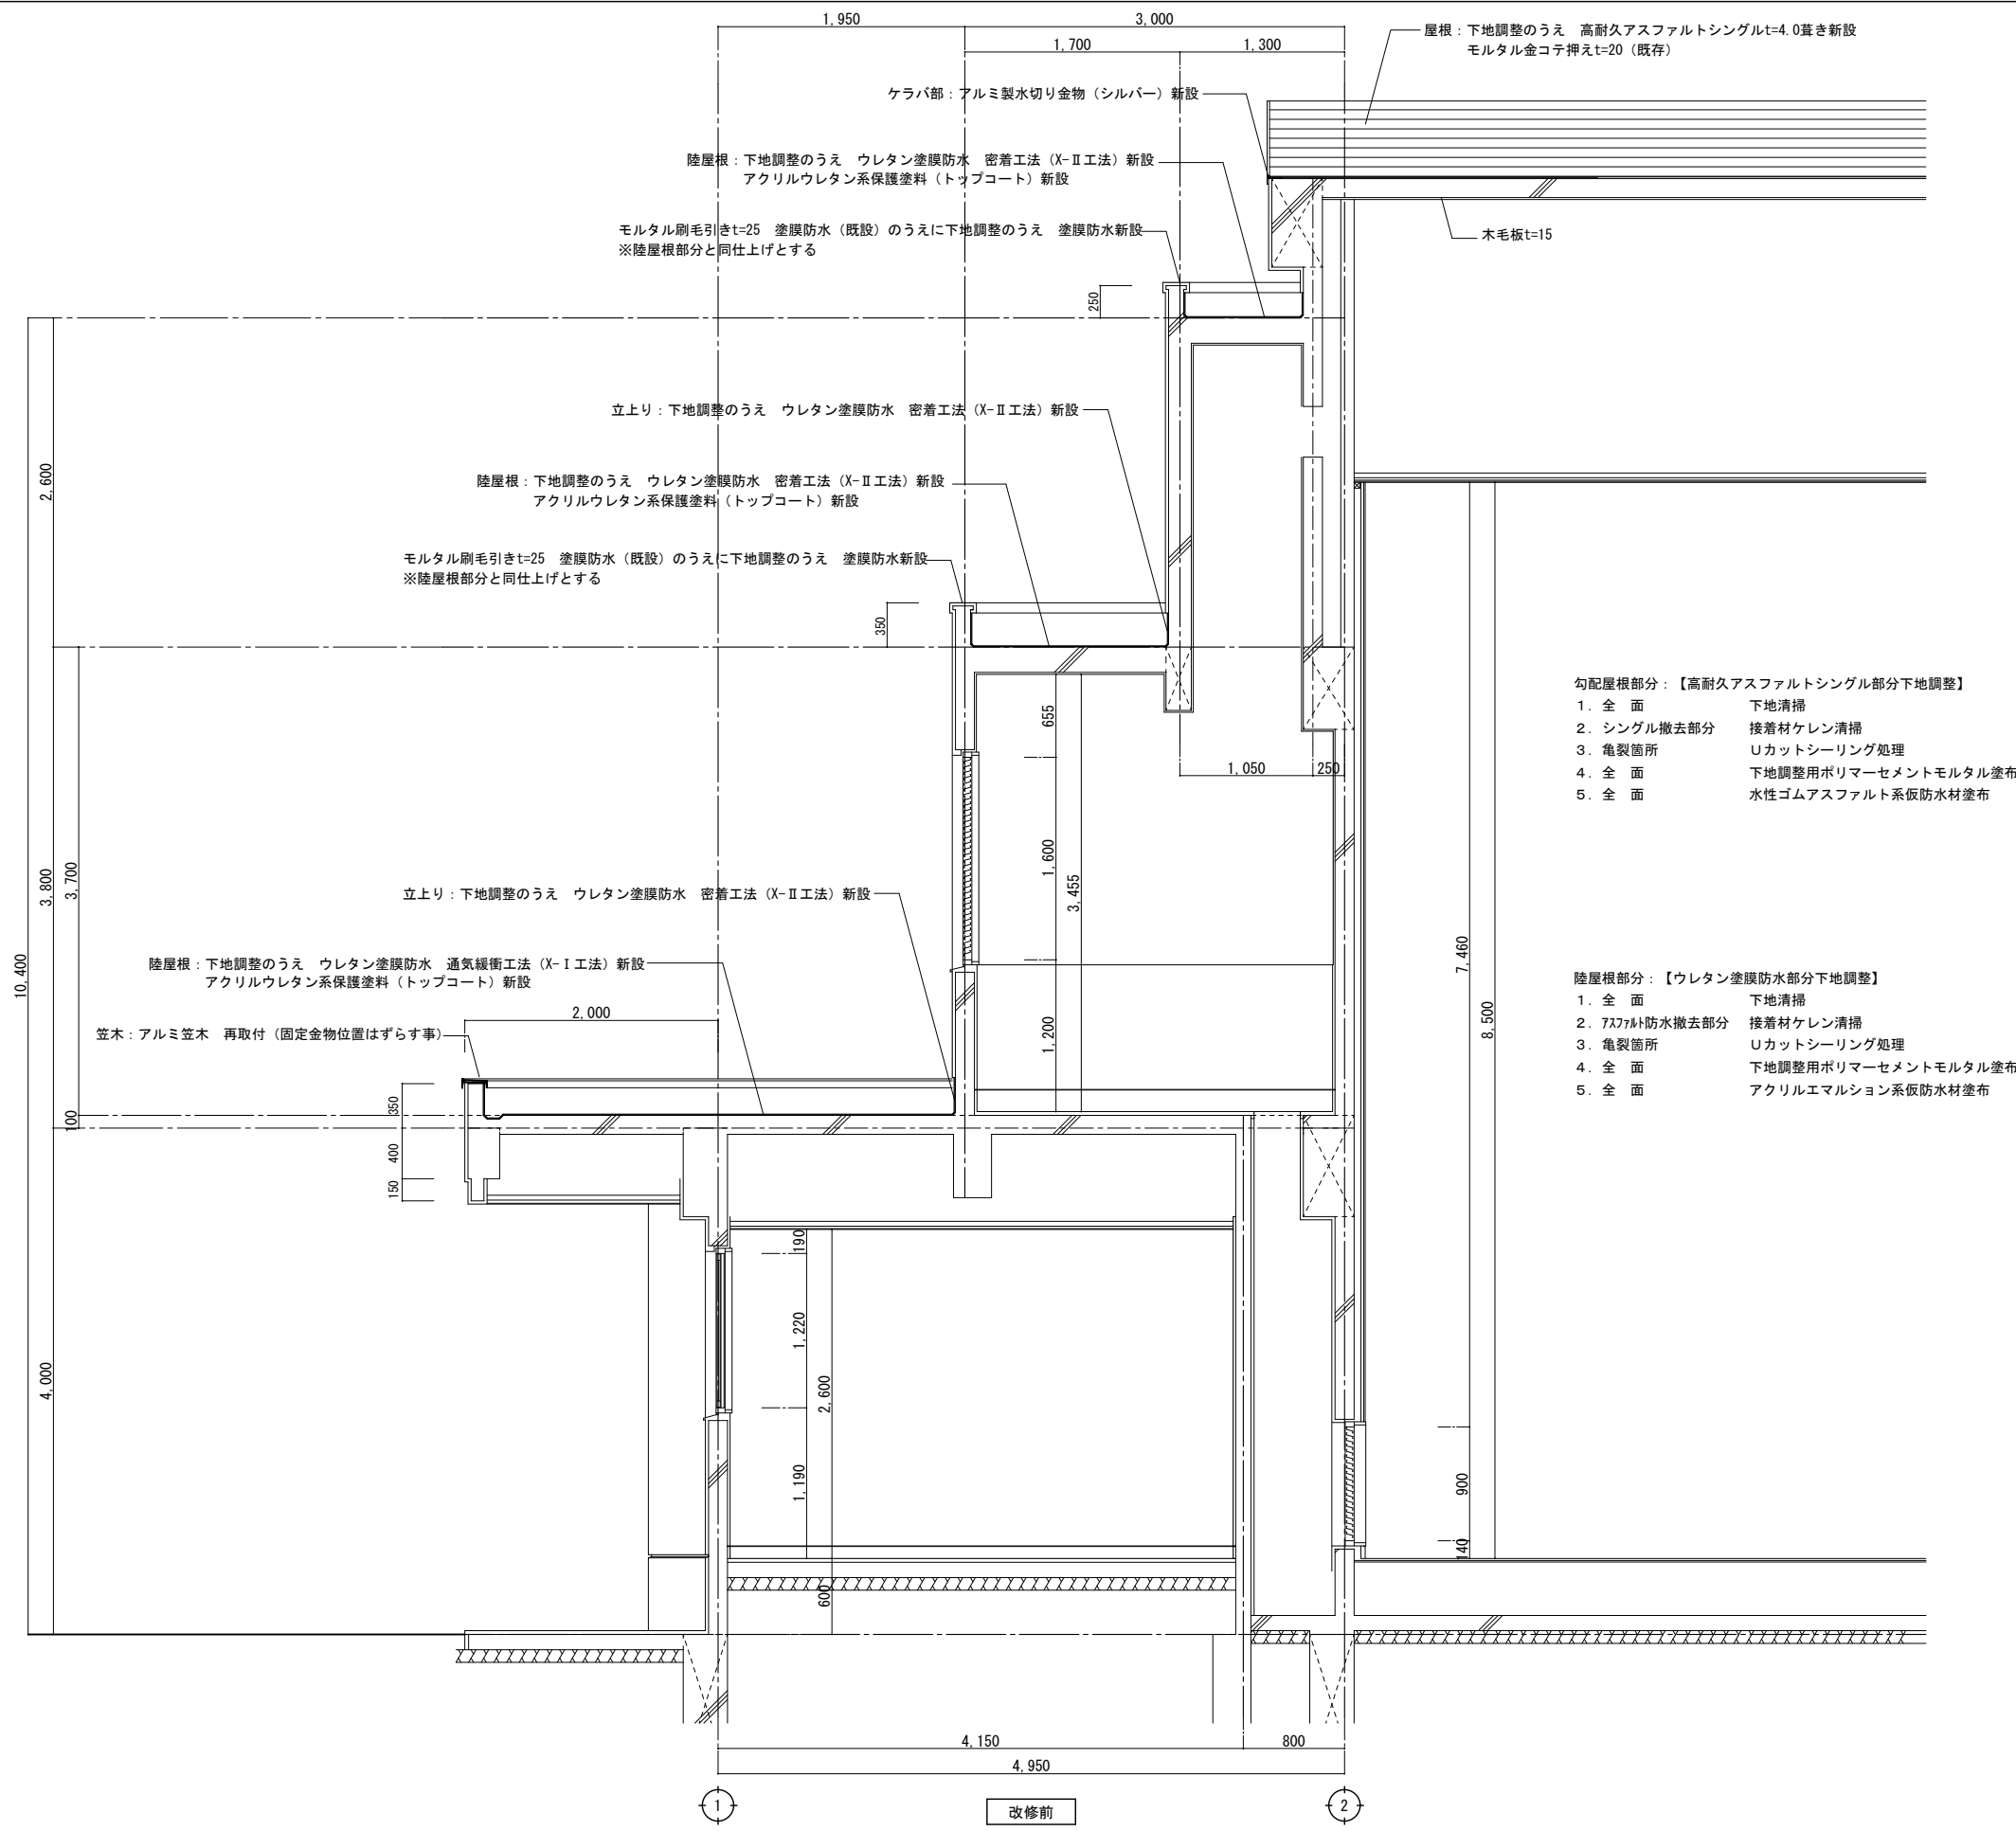 1,950
3,000
1,700
1,300
屋根：下地調整のうえ　高耐久アスファルトシングルt=4.0葺き新設
モルタル金コテ押えt=20（既存）
ケラバ部：アルミ製水切り金物（シルバー）新設
陸屋根：下地調整のうえ　ウレタン塗膜防水　密着工法（X-Ⅱ工法）新設
アクリルウレタン系保護塗料（トップコート）新設
モルタル刷毛引きt=25　塗膜防水（既設）のうえに下地調整のうえ　塗膜防水新設
※陸屋根部分と同仕上げとする
木毛板t=15
250
立上り：下地調整のうえ　ウレタン塗膜防水　密着工法（X-Ⅱ工法）新設
2,600
陸屋根：下地調整のうえ　ウレタン塗膜防水　密着工法（X-Ⅱ工法）新設
アクリルウレタン系保護塗料（トップコート）新設
モルタル刷毛引きt=25　塗膜防水（既設）のうえに下地調整のうえ　塗膜防水新設
※陸屋根部分と同仕上げとする
350
655
1,050
250
勾配屋根部分：【高耐久アスファルトシングル部分下地調整】
１．全　面　下地清掃
２．シングル撤去部分　接着材ケレン清掃
３．亀裂箇所　Ｕカットシーリング処理
４．全　面　下地調整用ポリマーセメントモルタル塗布
５．全　面　水性ゴムアスファルト系仮防水材塗布
1,600
3,455
3,800
3,700
立上り：下地調整のうえ　ウレタン塗膜防水　密着工法（X-Ⅱ工法）新設
10,400
陸屋根：下地調整のうえ　ウレタン塗膜防水　通気緩衝工法（X-Ⅰ工法）新設
アクリルウレタン系保護塗料（トップコート）新設
2,000
笠木：アルミ笠木　再取付（固定金物位置はずらす事）
1,200
7,460
8,500
陸屋根部分：【ウレタン塗膜防水部分下地調整】
１．全　面　下地清掃
２．ｱｽﾌｧﾙﾄ防水撤去部分　接着材ケレン清掃
３．亀裂箇所　Ｕカットシーリング処理
４．全　面　下地調整用ポリマーセメントモルタル塗布
５．全　面　アクリルエマルション系仮防水材塗布
100
350
400
150
190
1,220
2,600
4,000
1,190
600
900
140
4,150
800
4,950
1
改修前
2